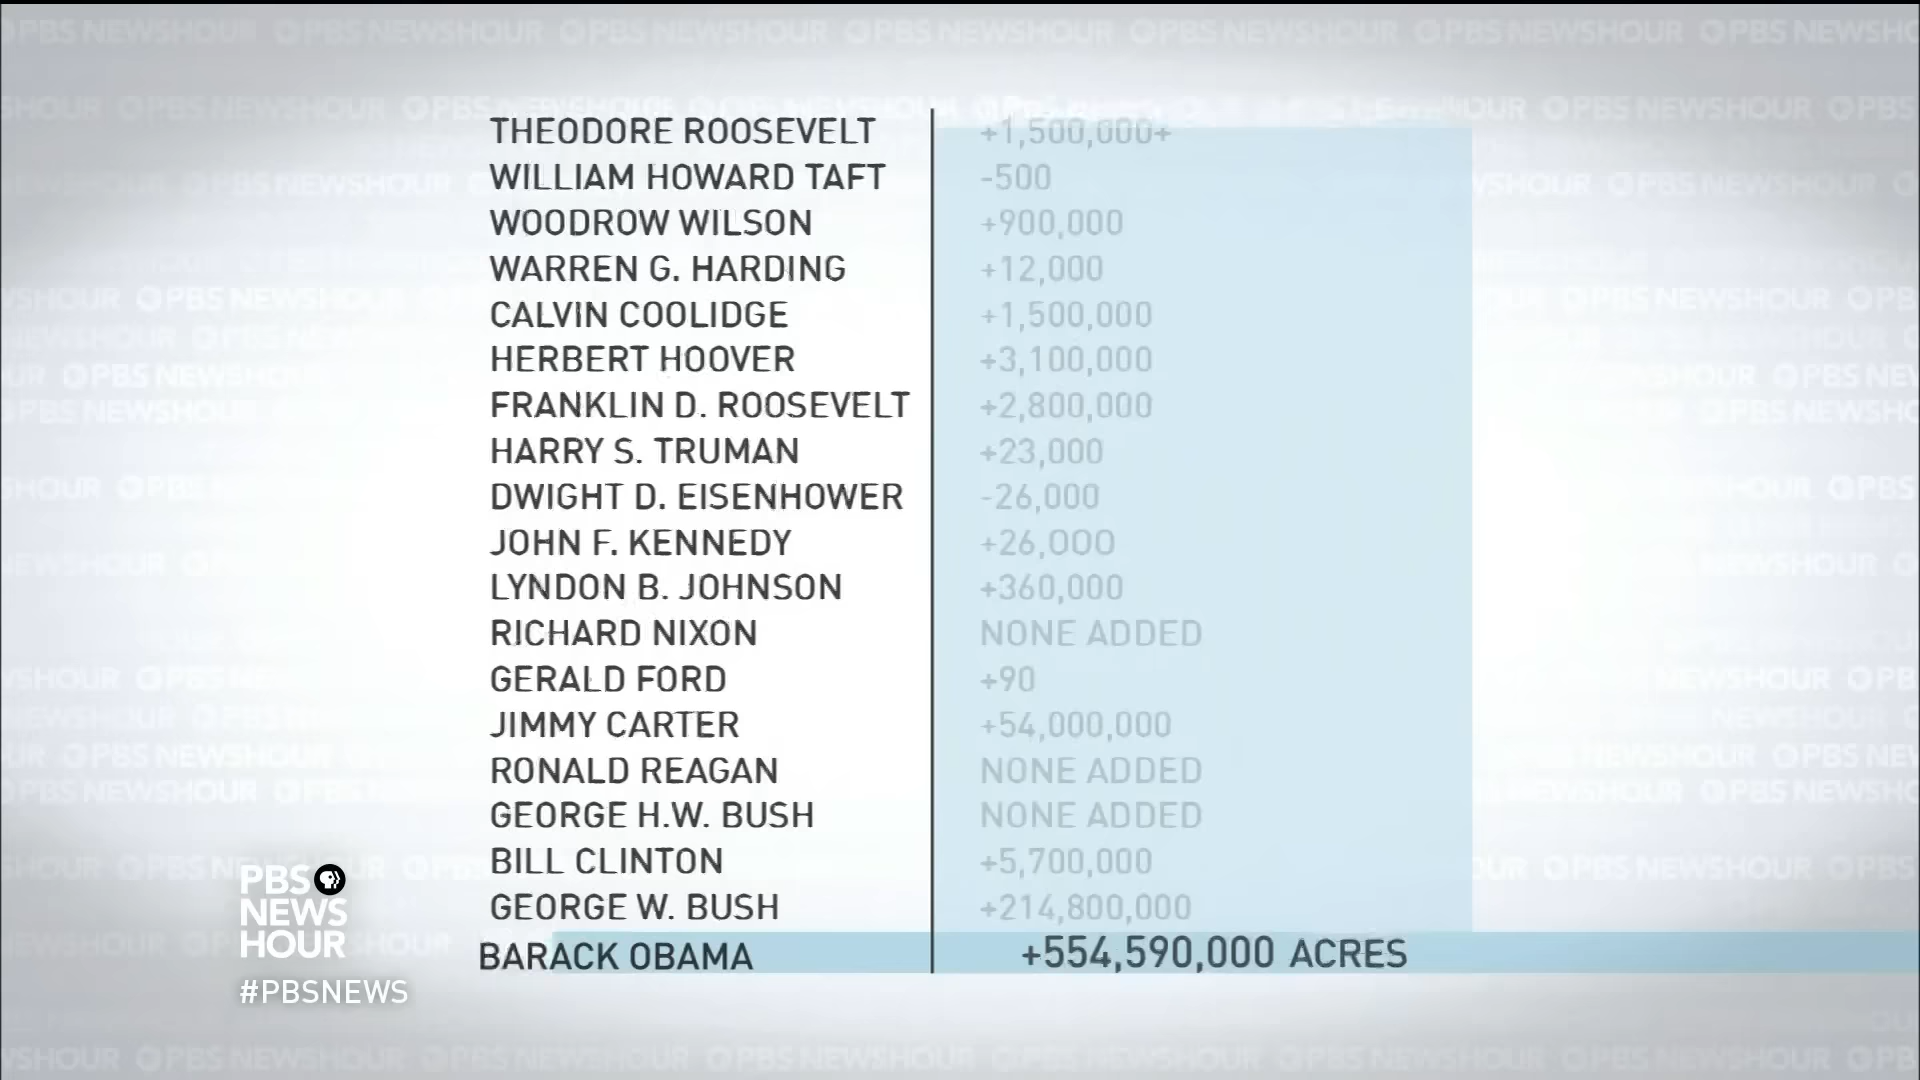 THEODORE ROOSEVELT +1,500,000+
WILLIAM HOWARD TAFT -500
WOODROW WILSON +900,000
WARREN G. HARDING +12,000
CALVIN COOLIDGE +1,500,000
HERBERT HOOVER +3,100,000
FRANKLIN D. ROOSEVELT +2,800,000
HARRY S. TRUMAN +23,000
DWIGHT D. EISENHOWER -26,000
JOHN F. KENNEDY +26,000
LYNDON B. JOHNSON +360,000
RICHARD NIXON NONE ADDED
GERALD FORD +90
JIMMY CARTER +54,000,000
RONALD REAGAN NONE ADDED
GEORGE H.W. BUSH NONE ADDED
BILL CLINTON +5,700,000
GEORGE W. BUSH +214,800,000
BARACK OBAMA +554,590,000 ACRES
PBS
NEWS
HOUR
#PBSNEWS